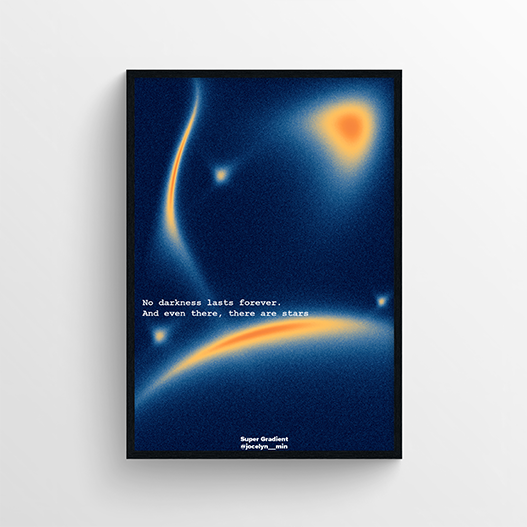 No darkness lasts forever.
And even there, there are stars
Super Gradient
@jocelyn__min